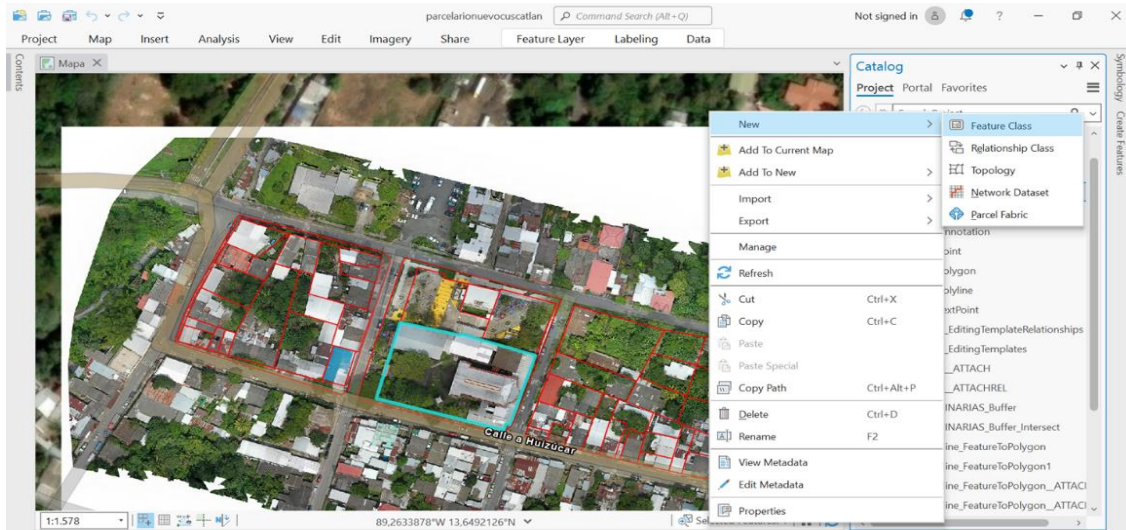 parcelarionuevocuscatlan
Command Search (Alt+Q)
Not signed in
?
Project Map Insert Analysis View Edit Imagery Share Feature Layer Labeling Data
Contents
Mapa
Catalog
Project Portal Favorites
Symbology
Create Features
New
Add To Current Map
Add To New
Import
Export
Manage
Refresh
Cut Ctrl+X
Copy Ctrl+C
Paste
Paste Special
Copy Path Ctrl+Alt+P
Delete Ctrl+D
Rename F2
View Metadata
Edit Metadata
Properties
Feature Class
Relationship Class
Topology
Network Dataset
Parcel Fabric
nnotation
oint
olygon
olyline
extPoint
_EditingTemplateRelationships
_EditingTemplates
_ATTACH
_ATTACHREL
INARIAS_Buffer
INARIAS_Buffer_Intersect
ine_FeatureToPolygon
ine_FeatureToPolygon1
ine_FeatureToPolygon__ATTACI
Calle a Huizúcar
1:1.578
89,2633878°W 13,6492126°N